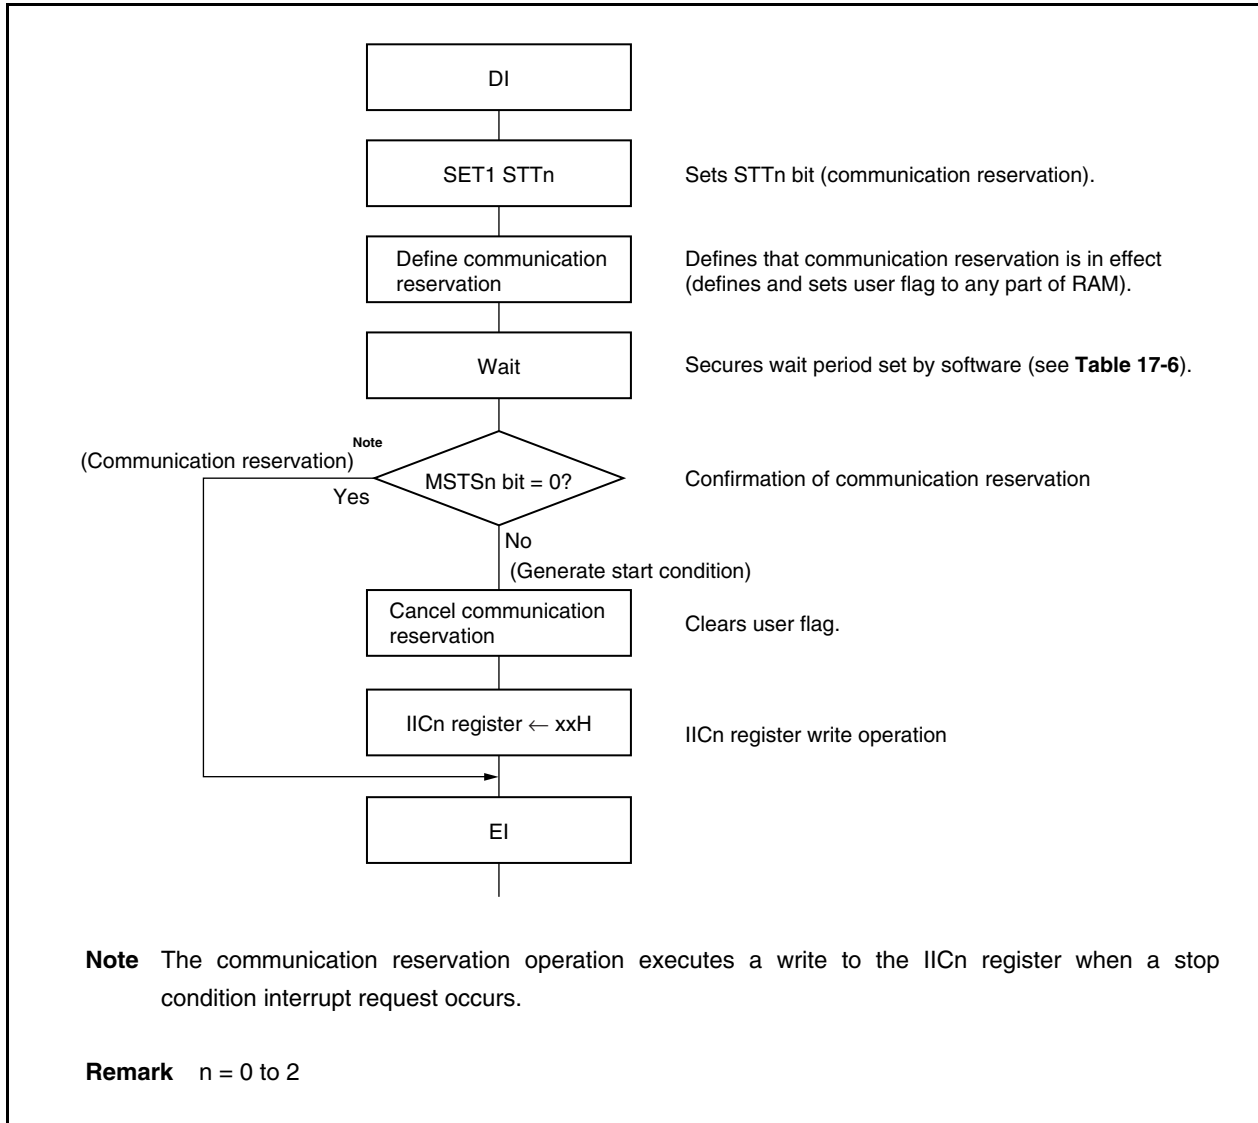 DI
SET1 STTn
Sets STTn bit (communication reservation).
Define communication
reservation
Defines that communication reservation is in effect
(defines and sets user flag to any part of RAM).
Wait
Secures wait period set by software (see Table 17-6).
(Communication reservation)Note
MSTSn bit = 0?
Confirmation of communication reservation
Yes
No
(Generate start condition)
Cancel communication
reservation
Clears user flag.
IICn register ← xxH
IICn register write operation
EI
Note The communication reservation operation executes a write to the IICn register when a stop
condition interrupt request occurs.
Remark n = 0 to 2